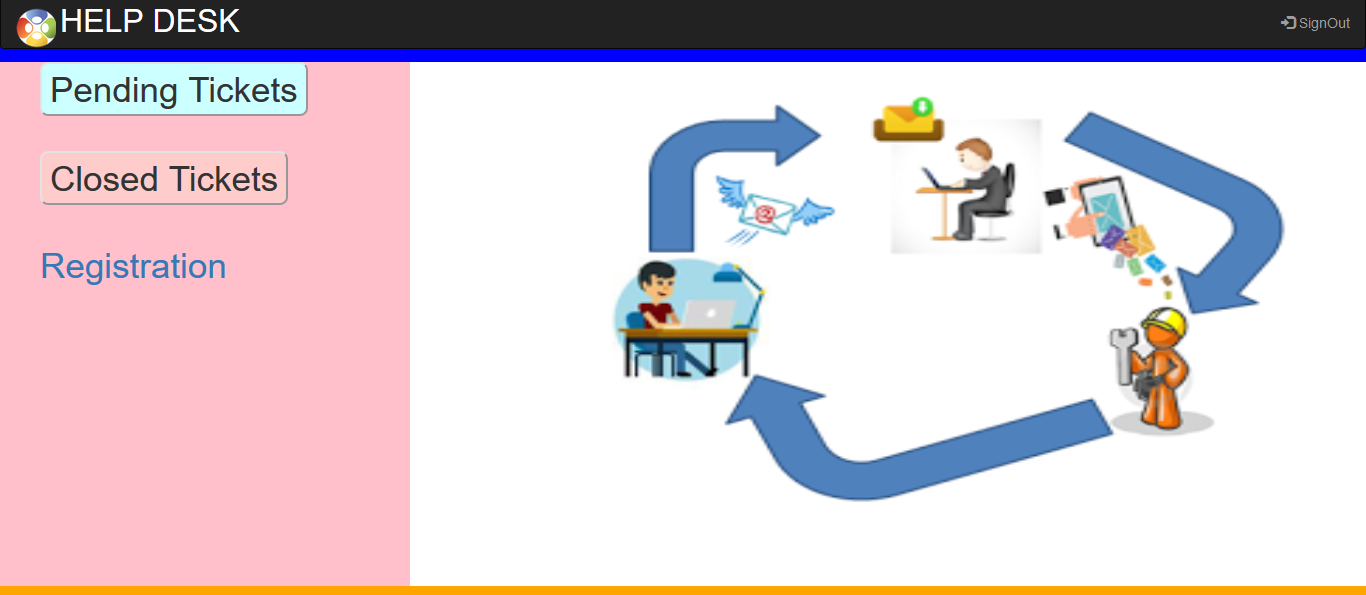 HELP DESK
SignOut
Pending Tickets
Closed Tickets
Registration
@